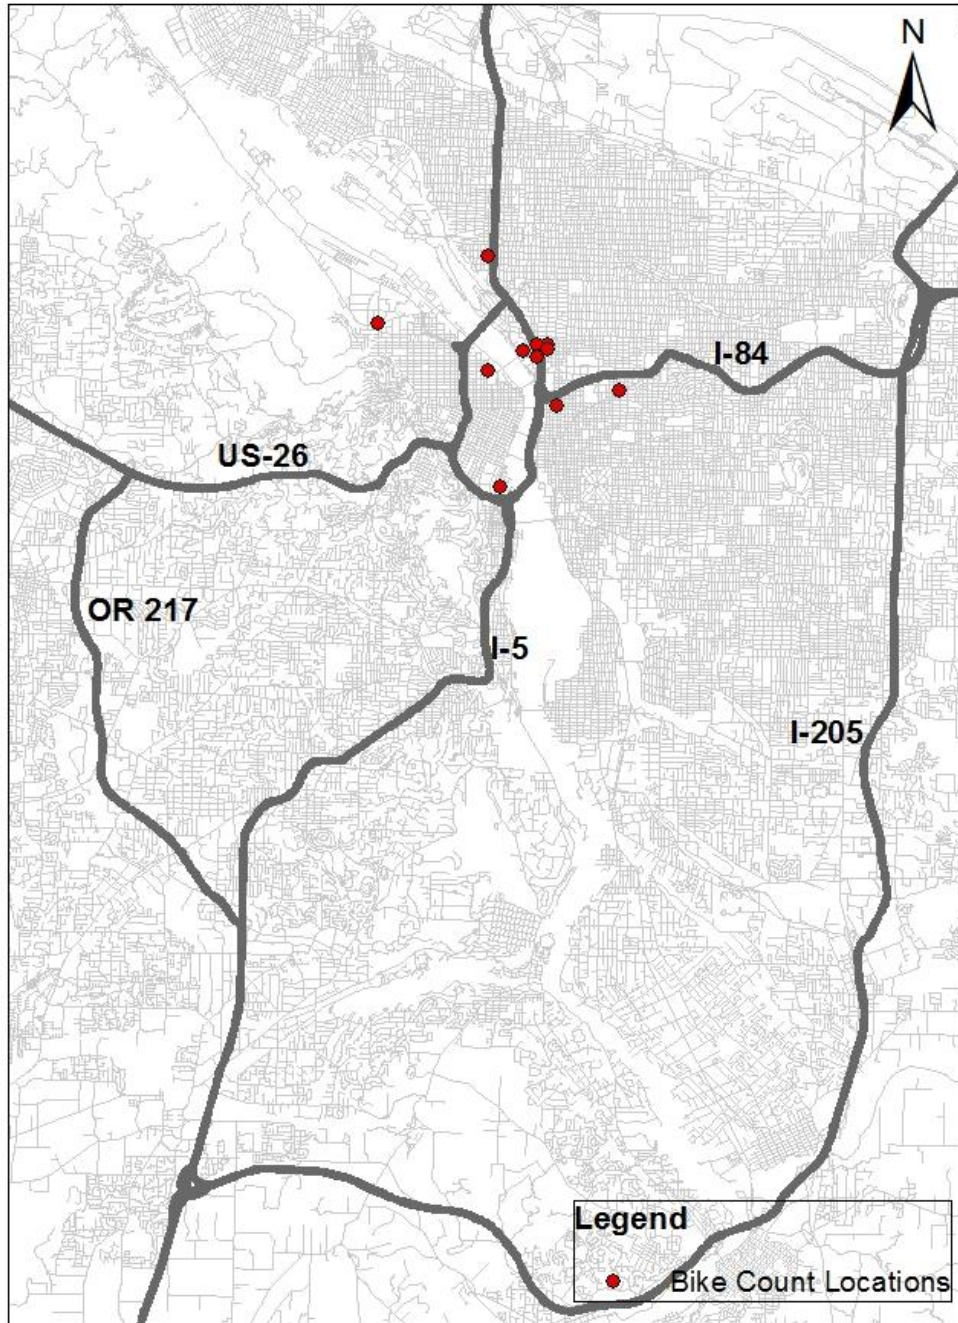 N
I-84
US-26
OR 217
I-5
I-205
Legend
Bike Count Locations